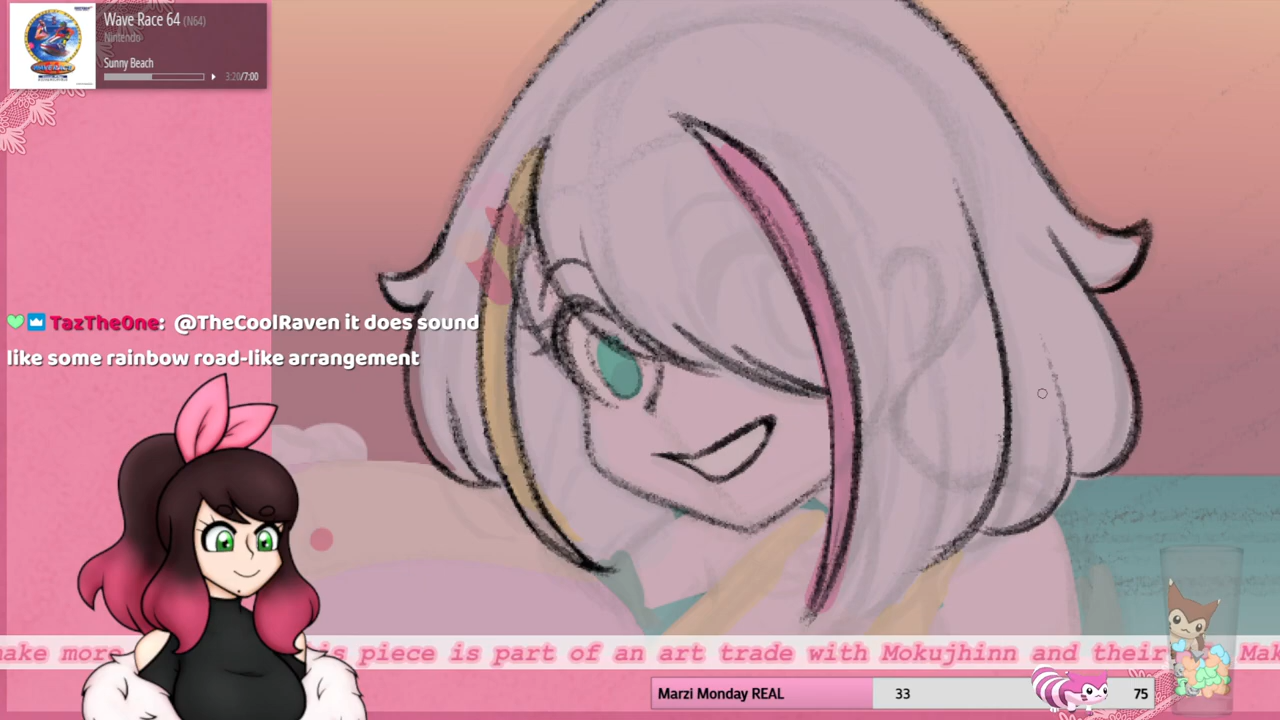 Wave Race 64 (N64)
Nintendo
Sunny Beach
3:20/7:00
TazTheOne: @TheCoolRaven it does sound
like some rainbow road-like arrangement
make more is piece is part of an art trade with Mokujhinn and their Mak
Marzi Monday REAL 33 75